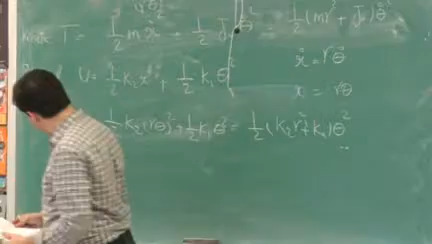 T = 1/2 m ẋ² + 1/2 J₀ θ̇² 1/2 (mr² + J₀) θ̇²
ẋ = rθ̇
U = 1/2 k₂ x² + 1/2 k₁ θ²
x = rθ
1/2 k₂ (rθ)² + 1/2 k₁ θ² = 1/2 (k₂ r² + k₁) θ²